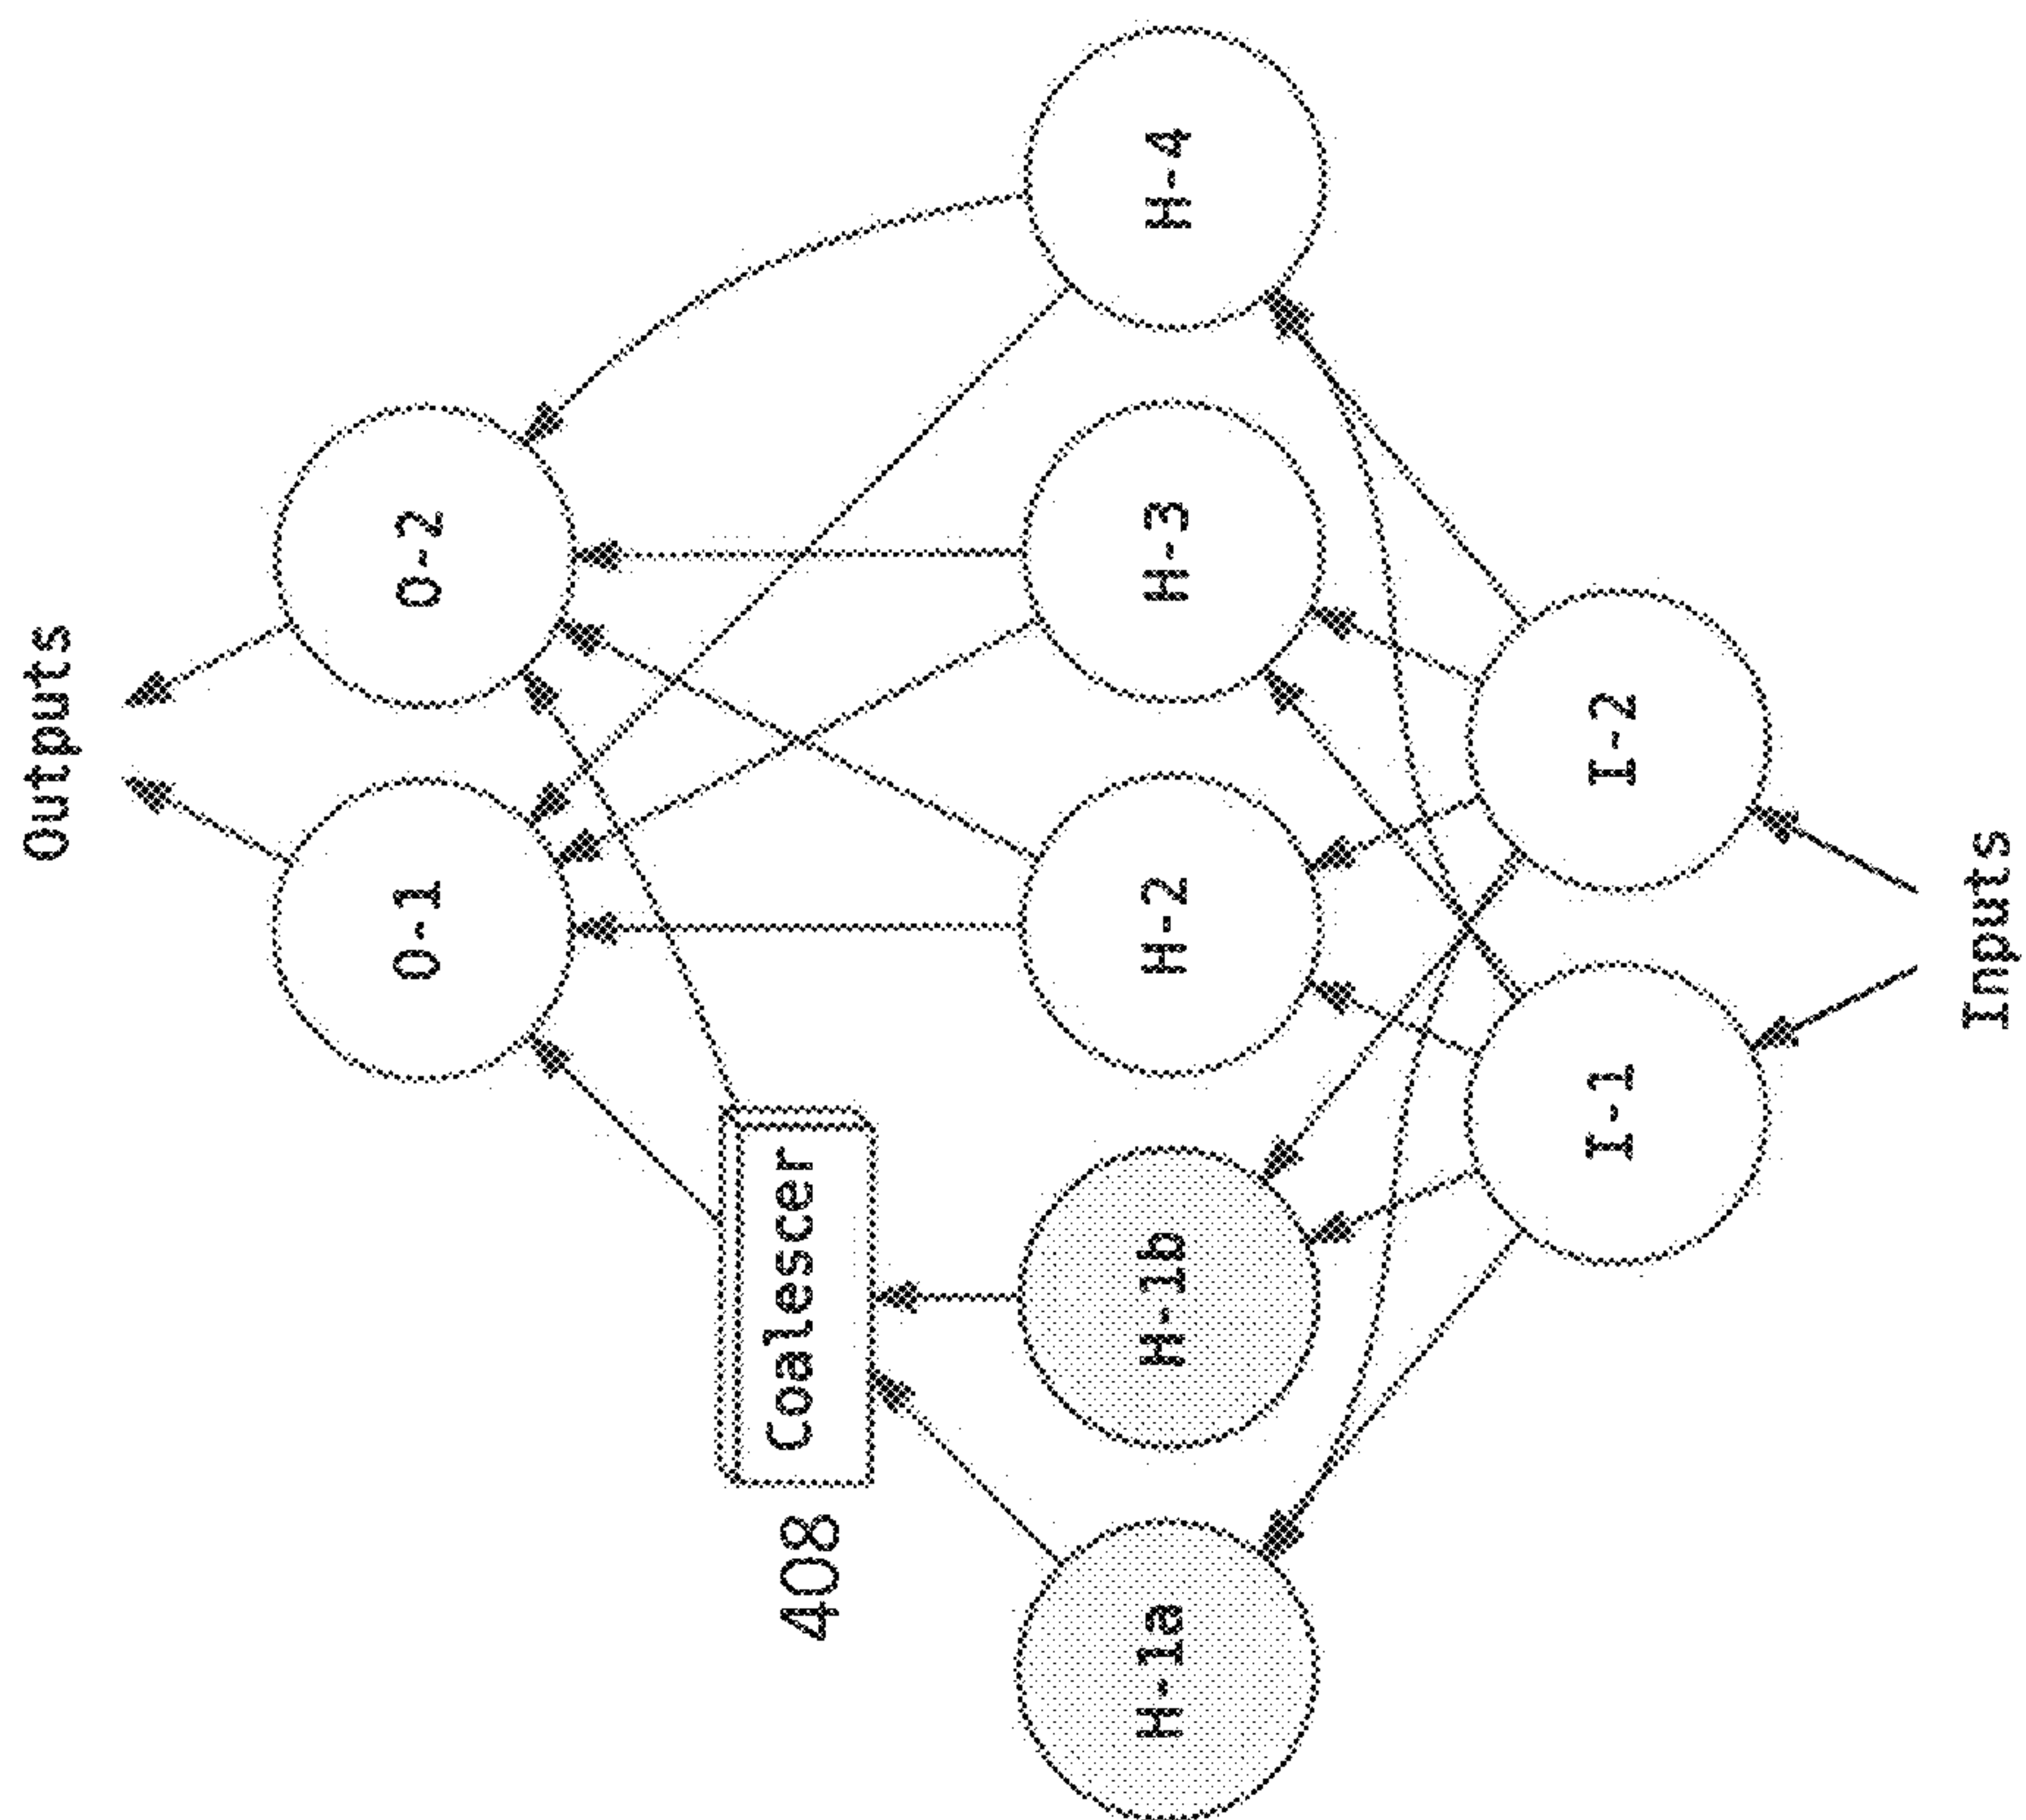 Outputs
O-1
O-2
408
Coalescer
H-1a
H-1b
H-2
H-3
H-4
I-1
I-2
Inputs